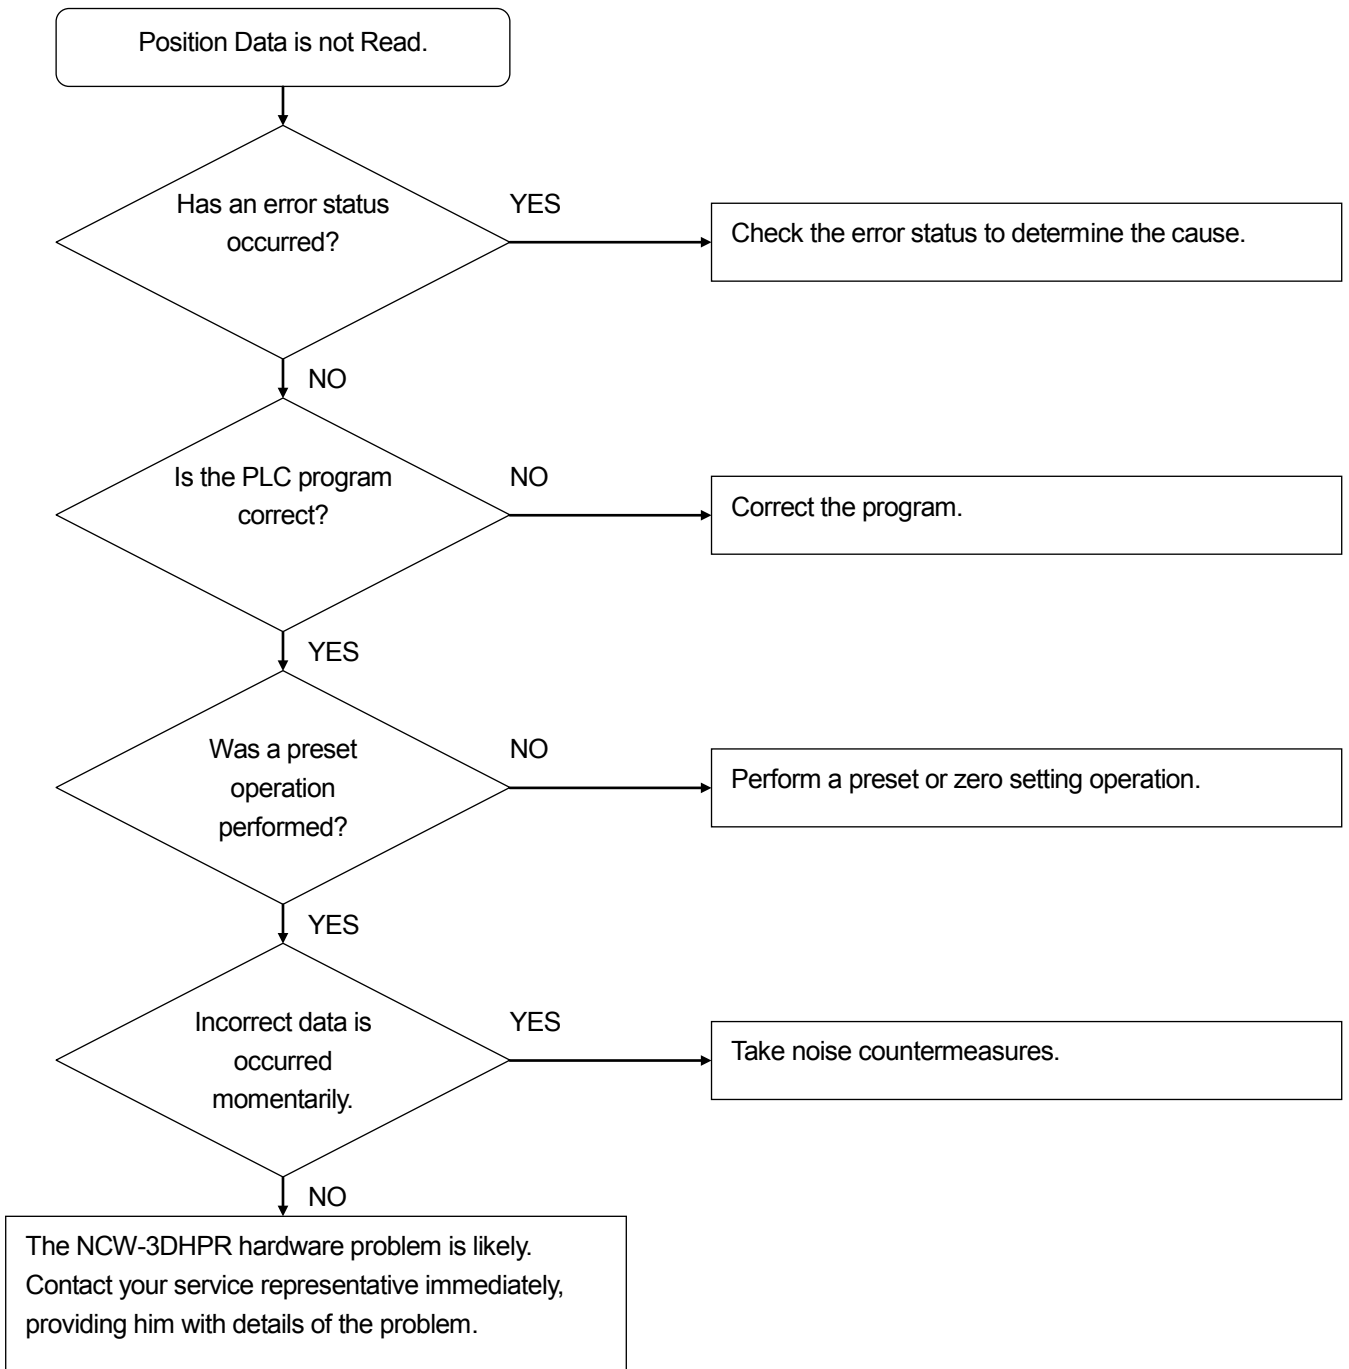 Position Data is not Read.
Has an error status
occurred?
YES
Check the error status to determine the cause.
NO
Is the PLC program
correct?
NO
Correct the program.
YES
Was a preset
operation
performed?
NO
Perform a preset or zero setting operation.
YES
Incorrect data is
occurred
momentarily.
YES
Take noise countermeasures.
NO
The NCW-3DHPR hardware problem is likely.
Contact your service representative immediately,
providing him with details of the problem.